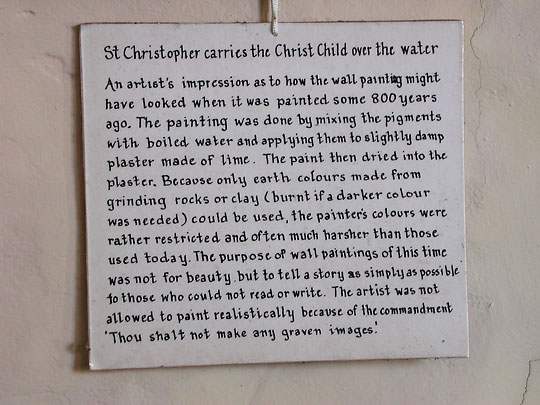 St Christopher carries the Christ Child over the water
An artist's impression as to how the wall painting might
have looked when it was painted some 800 years
ago. The painting was done by mixing the pigments
with boiled water and applying them to slightly damp
plaster made of lime. The paint then dried into the
plaster. Because only earth colours made from
grinding rocks or clay (burnt if a darker colour
was needed) could be used, the painter's colours were
rather restricted and often much harsher than those
used today. The purpose of wall paintings of this time
was not for beauty, but to tell a story as simply as possible
to those who could not read or write. The artist was not
allowed to paint realistically because of the commandment
'Thou shalt not make any graven images.'